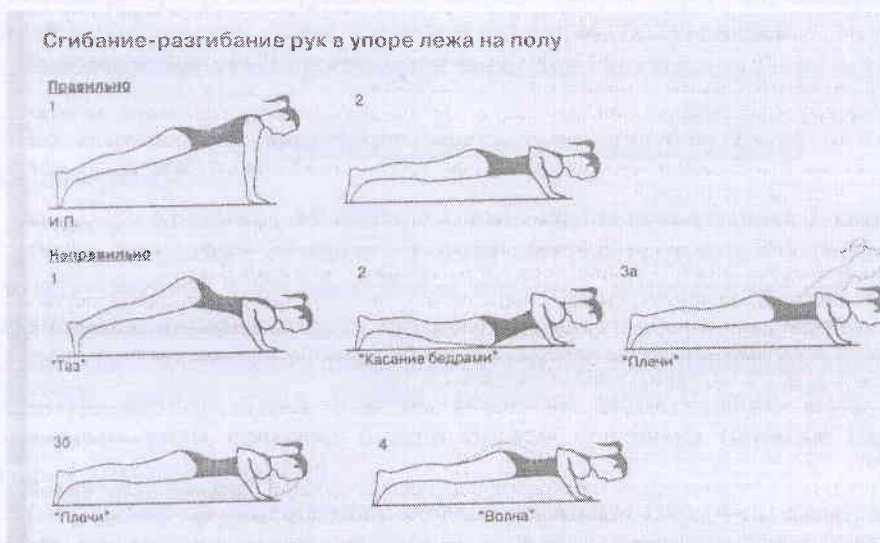 Сгибание-разгибание рук в упоре лежа на полу
Правильно
1
2
И.П.
Неправильно
1
2
3а
"Таз"
"Касание бедрами"
"Плечи"
3б
4
"Плечи"
"Волна"